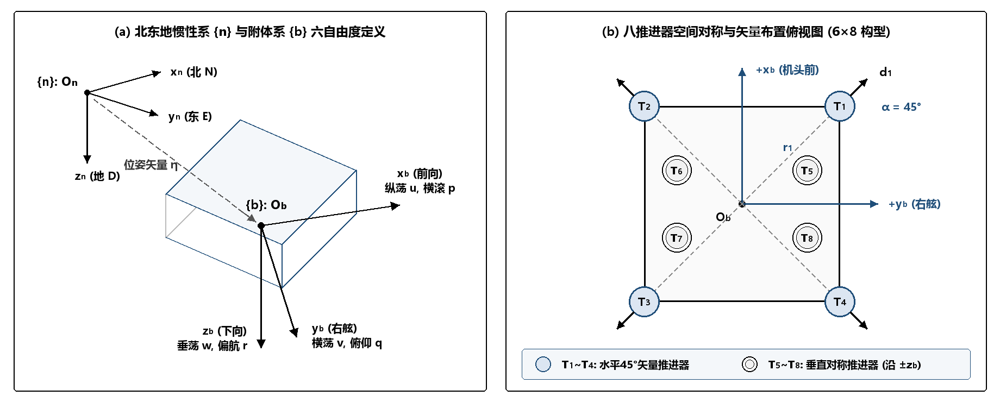 (a) 北东地惯性系 {n} 与附体系 {b} 六自由度定义
{n}: On
xn (北 N)
yn (东 E)
zn (地 D)
位姿矢量 η
{b}: Ob
xb (前向)
纵荡 u, 横滚 p
zb (下向)
垂荡 w, 偏航 r
yb (右舷)
横荡 v, 俯仰 q
(b) 八推进器空间对称与矢量布置俯视图 (6×8 构型)
+xb (机头前)
d1
T2
T1
α = 45°
r1
T6
T5
+yb (右舷)
Ob
T7
T8
T3
T4
T1~T4: 水平45°矢量推进器
T5~T8: 垂直对称推进器 (沿 ±zb)